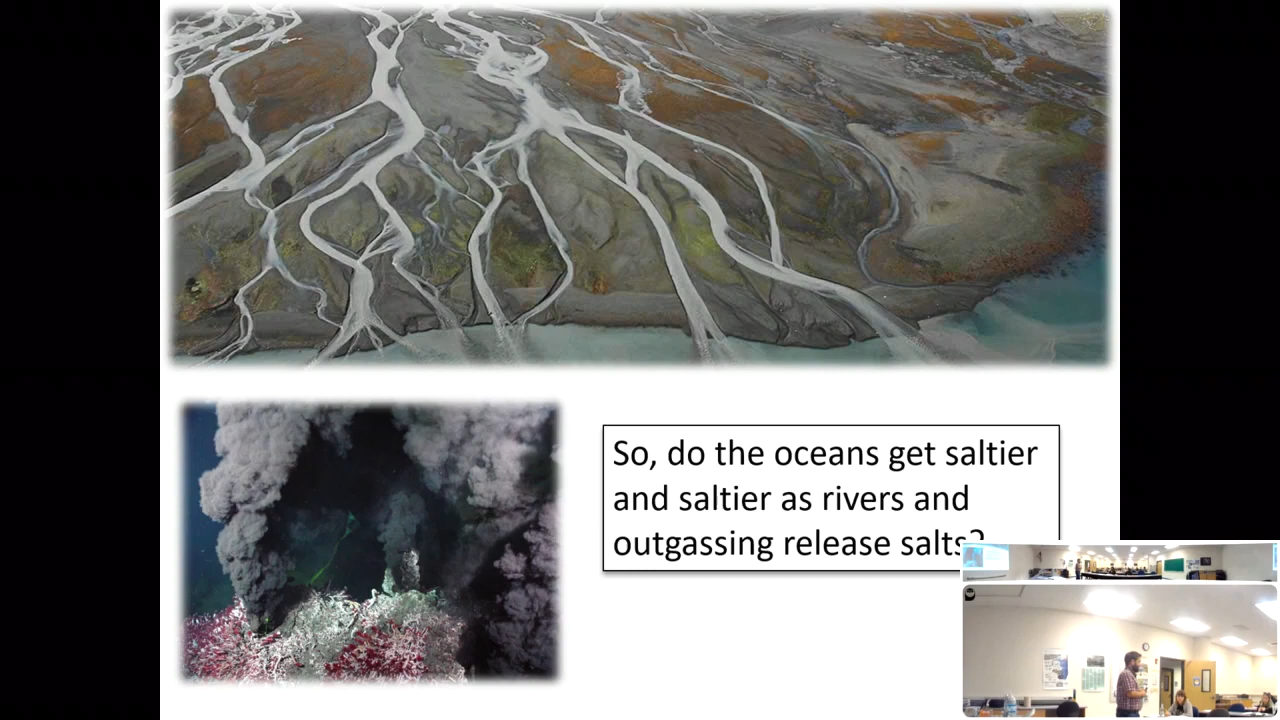 So, do the oceans get saltier
and saltier as rivers and
outgassing release salts?